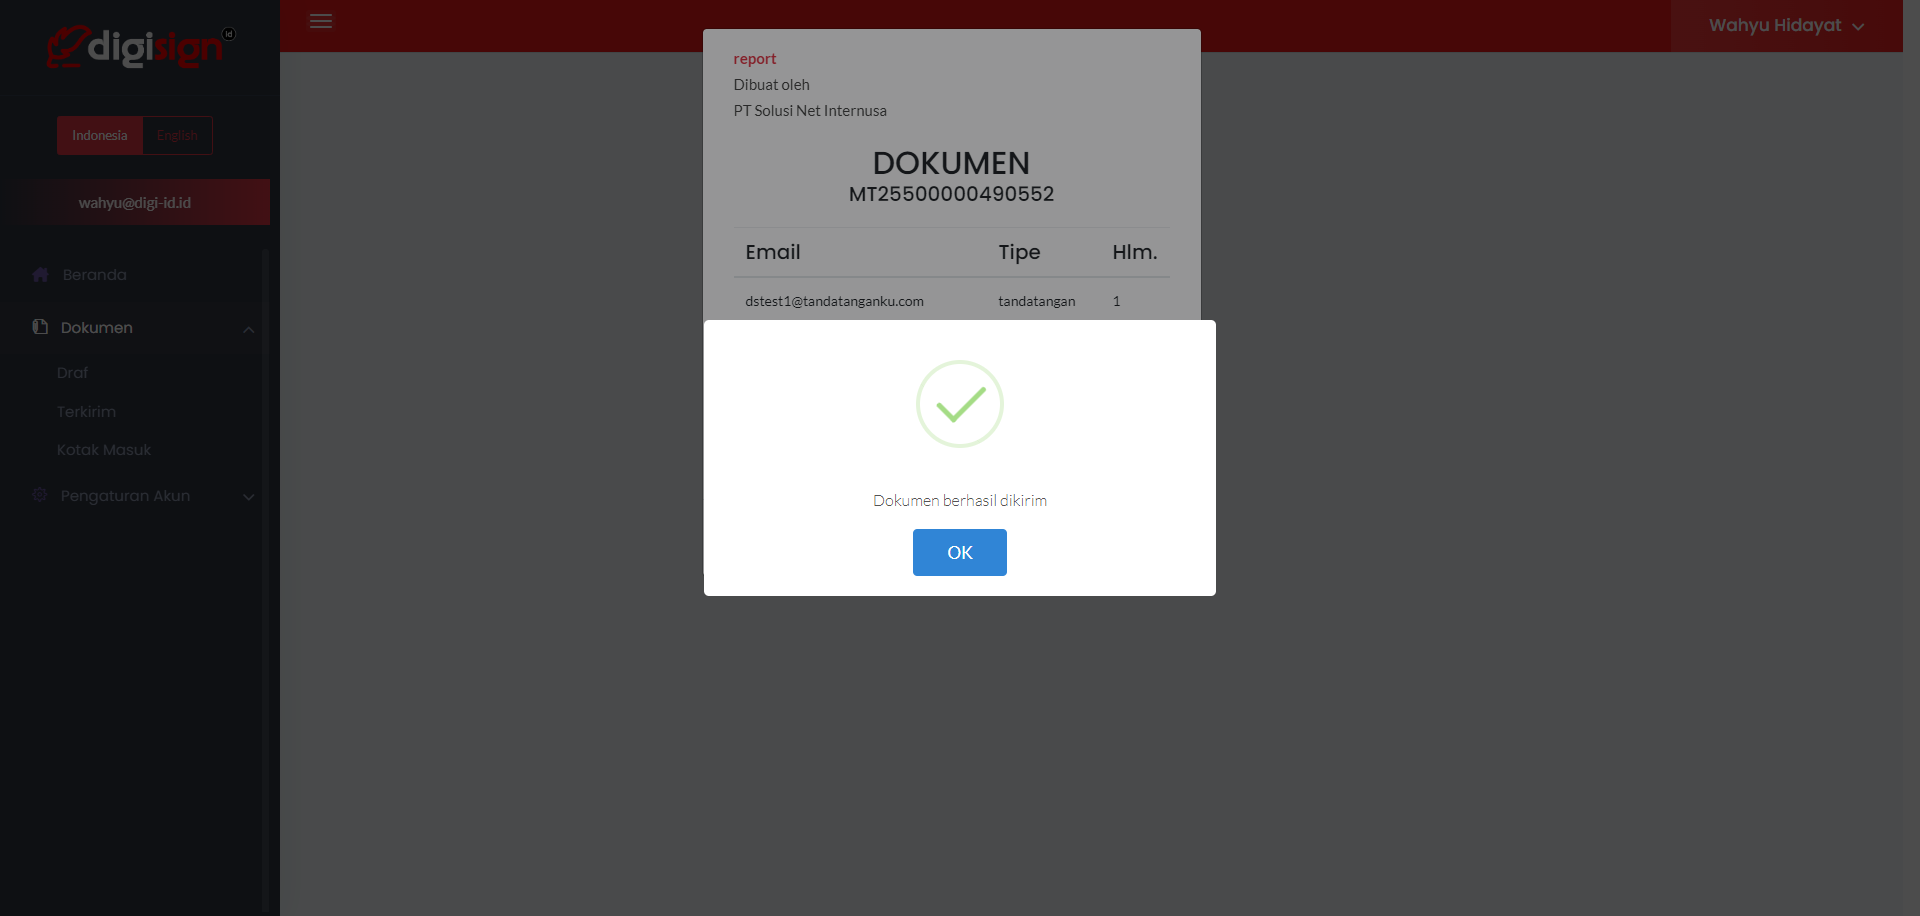 digisign id
Indonesia English
wahyu@digi-id.id
Beranda
Dokumen
Draf
Terkirim
Kotak Masuk
Pengaturan Akun
Wahyu Hidayat
report
Dibuat oleh
PT Solusi Net Internusa
DOKUMEN
MT25500000490552
Email Tipe Hlm.
dstest1@tandatanganku.com tandatangan 1
Dokumen berhasil dikirim
OK